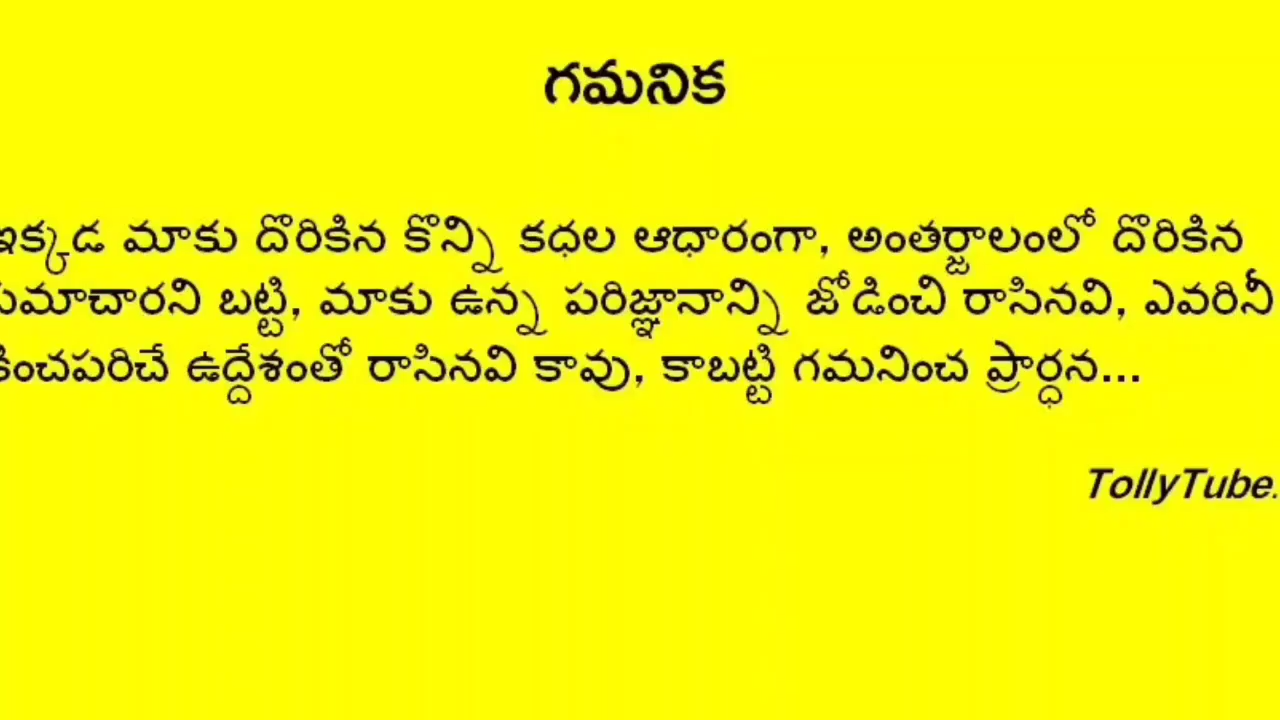 గమనిక
ఇక్కడ మాకు దొరికిన కొన్ని కధల ఆధారంగా, అంతర్జాలంలో దొరికిన
సమాచారని బట్టి, మాకు ఉన్న పరిజ్ఞానాన్ని జోడించి రాసినవి, ఎవరినీ
కించపరిచే ఉద్దేశంతో రాసినవి కావు, కాబట్టి గమనించ ప్రార్ధన...
TollyTube.